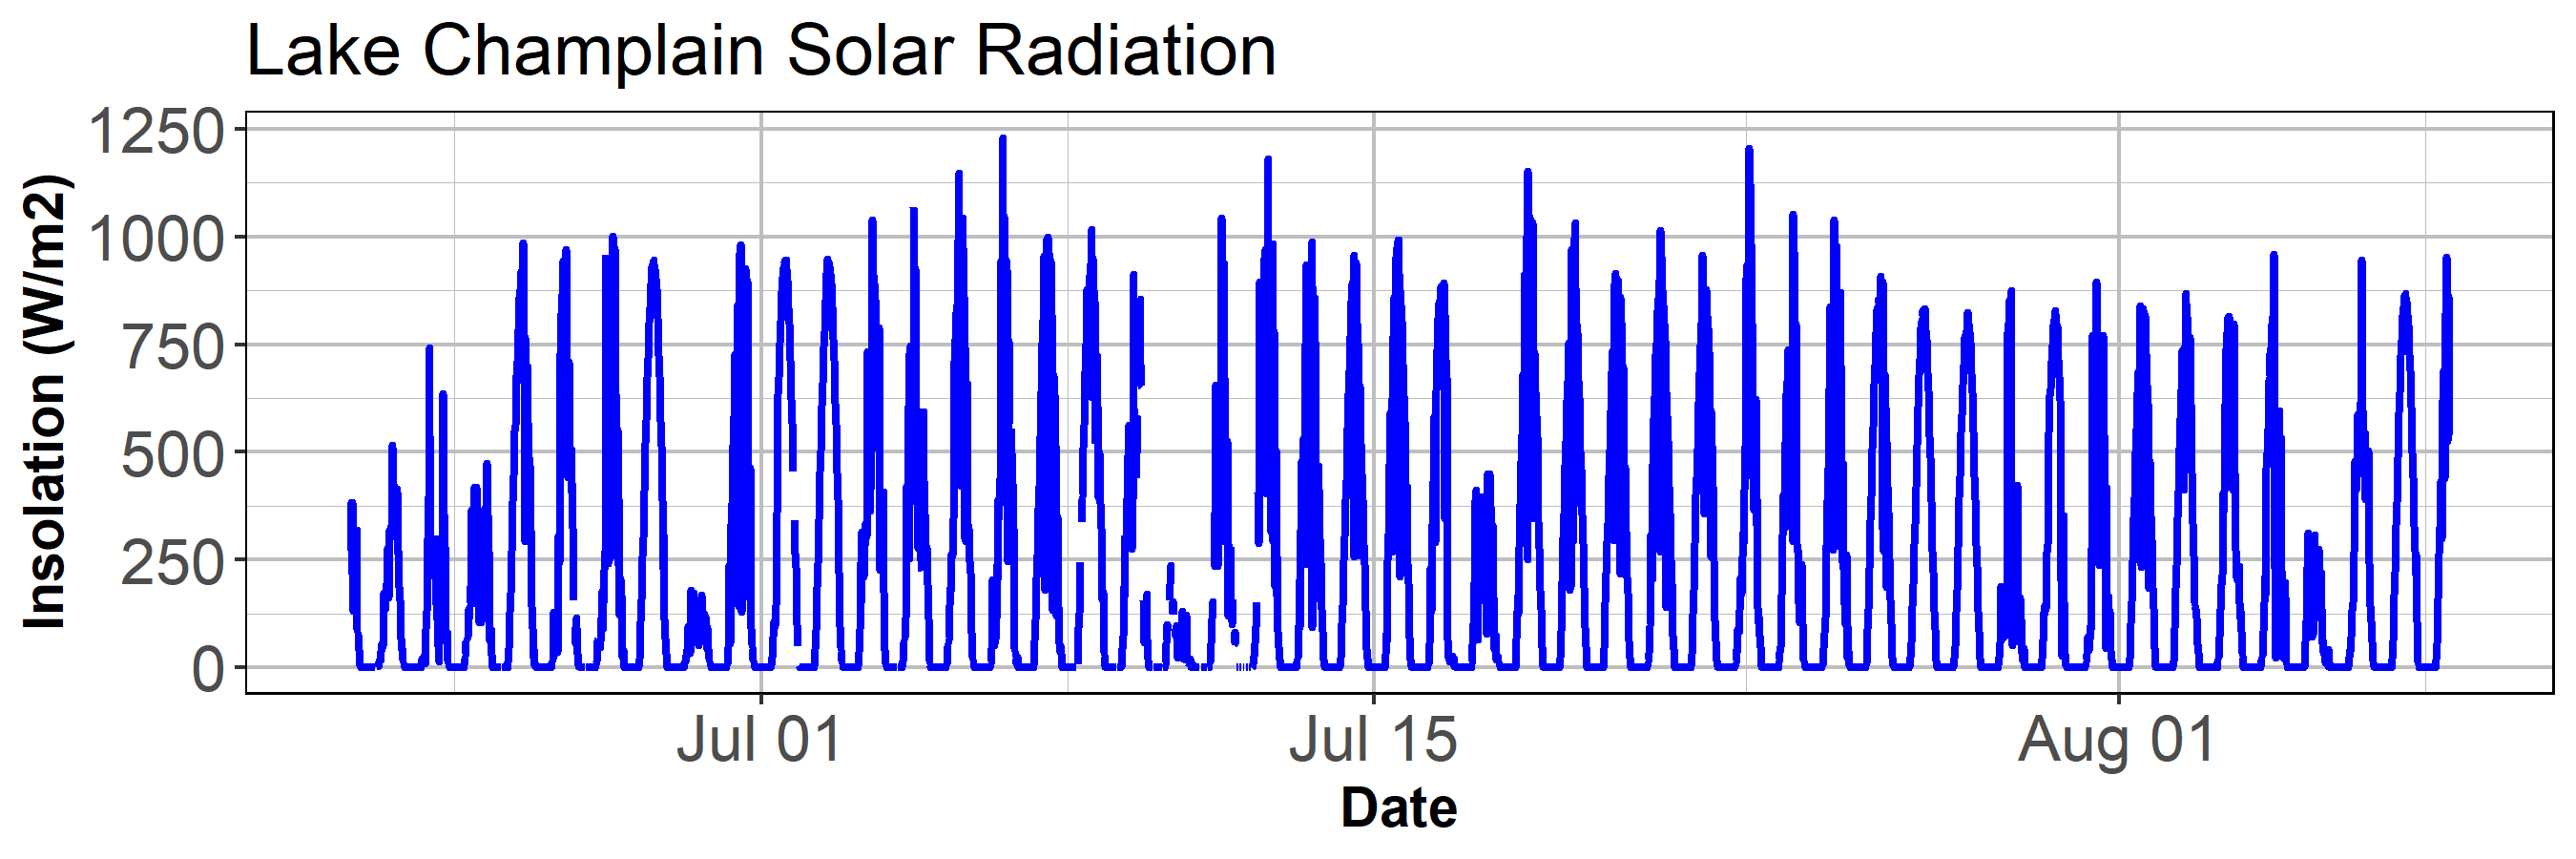 Lake Champlain Solar Radiation
Insolation (W/m2)
1250
1000
750
500
250
0
Jul 01
Jul 15
Aug 01
Date